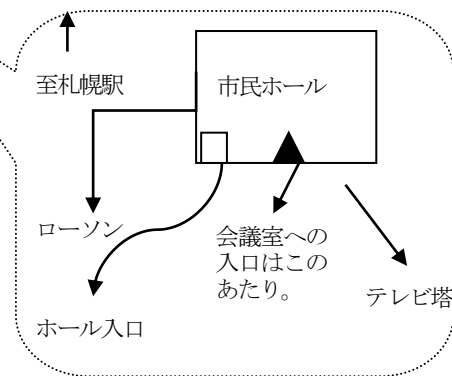 至札幌駅
市民ホール
ローソン
会議室への
入口はこの
あたり。
テレビ塔
ホール入口